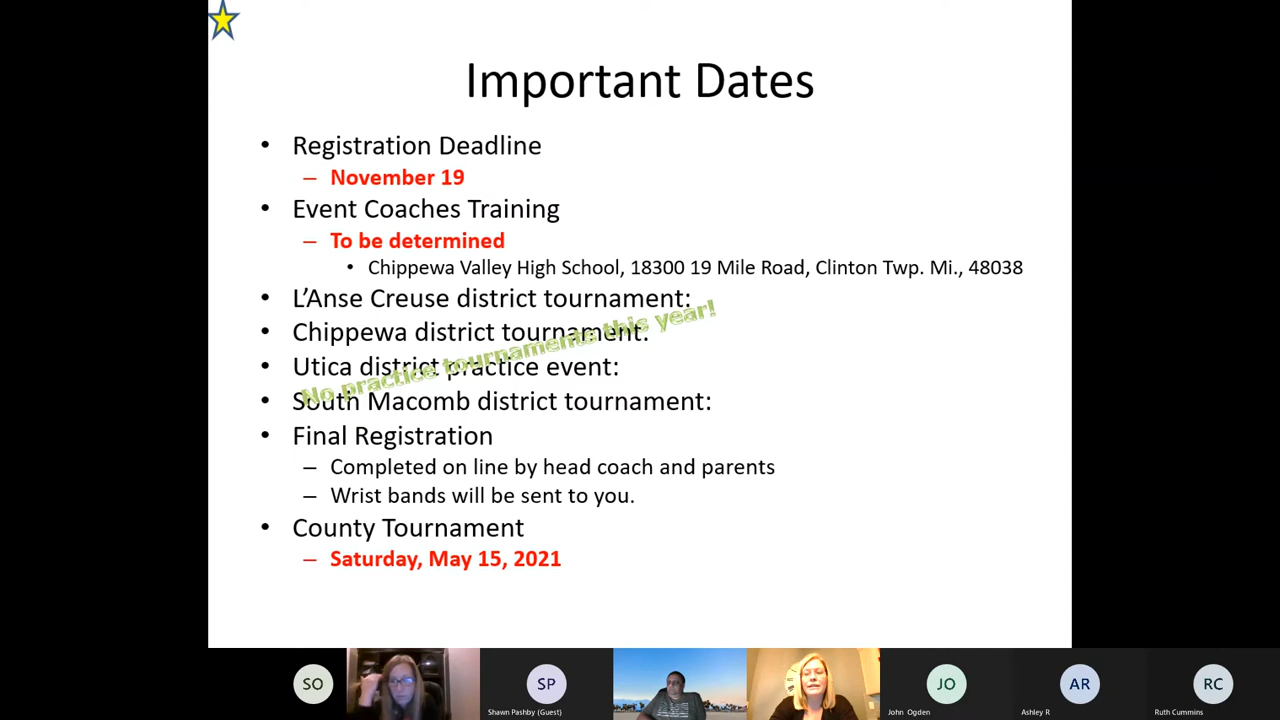 Important Dates
• Registration Deadline
– November 19
• Event Coaches Training
– To be determined
• Chippewa Valley High School, 18300 19 Mile Road, Clinton Twp. Mi., 48038
• L’Anse Creuse district tournament:
• Chippewa district tournament:
• Utica district practice event:
• South Macomb district tournament:
No practice tournaments this year!
• Final Registration
– Completed on line by head coach and parents
– Wrist bands will be sent to you.
• County Tournament
– Saturday, May 15, 2021
SO
SP
JO
AR
RC
Shawn Pashby (Guest)
John Ogden
Ashley R
Ruth Cummins